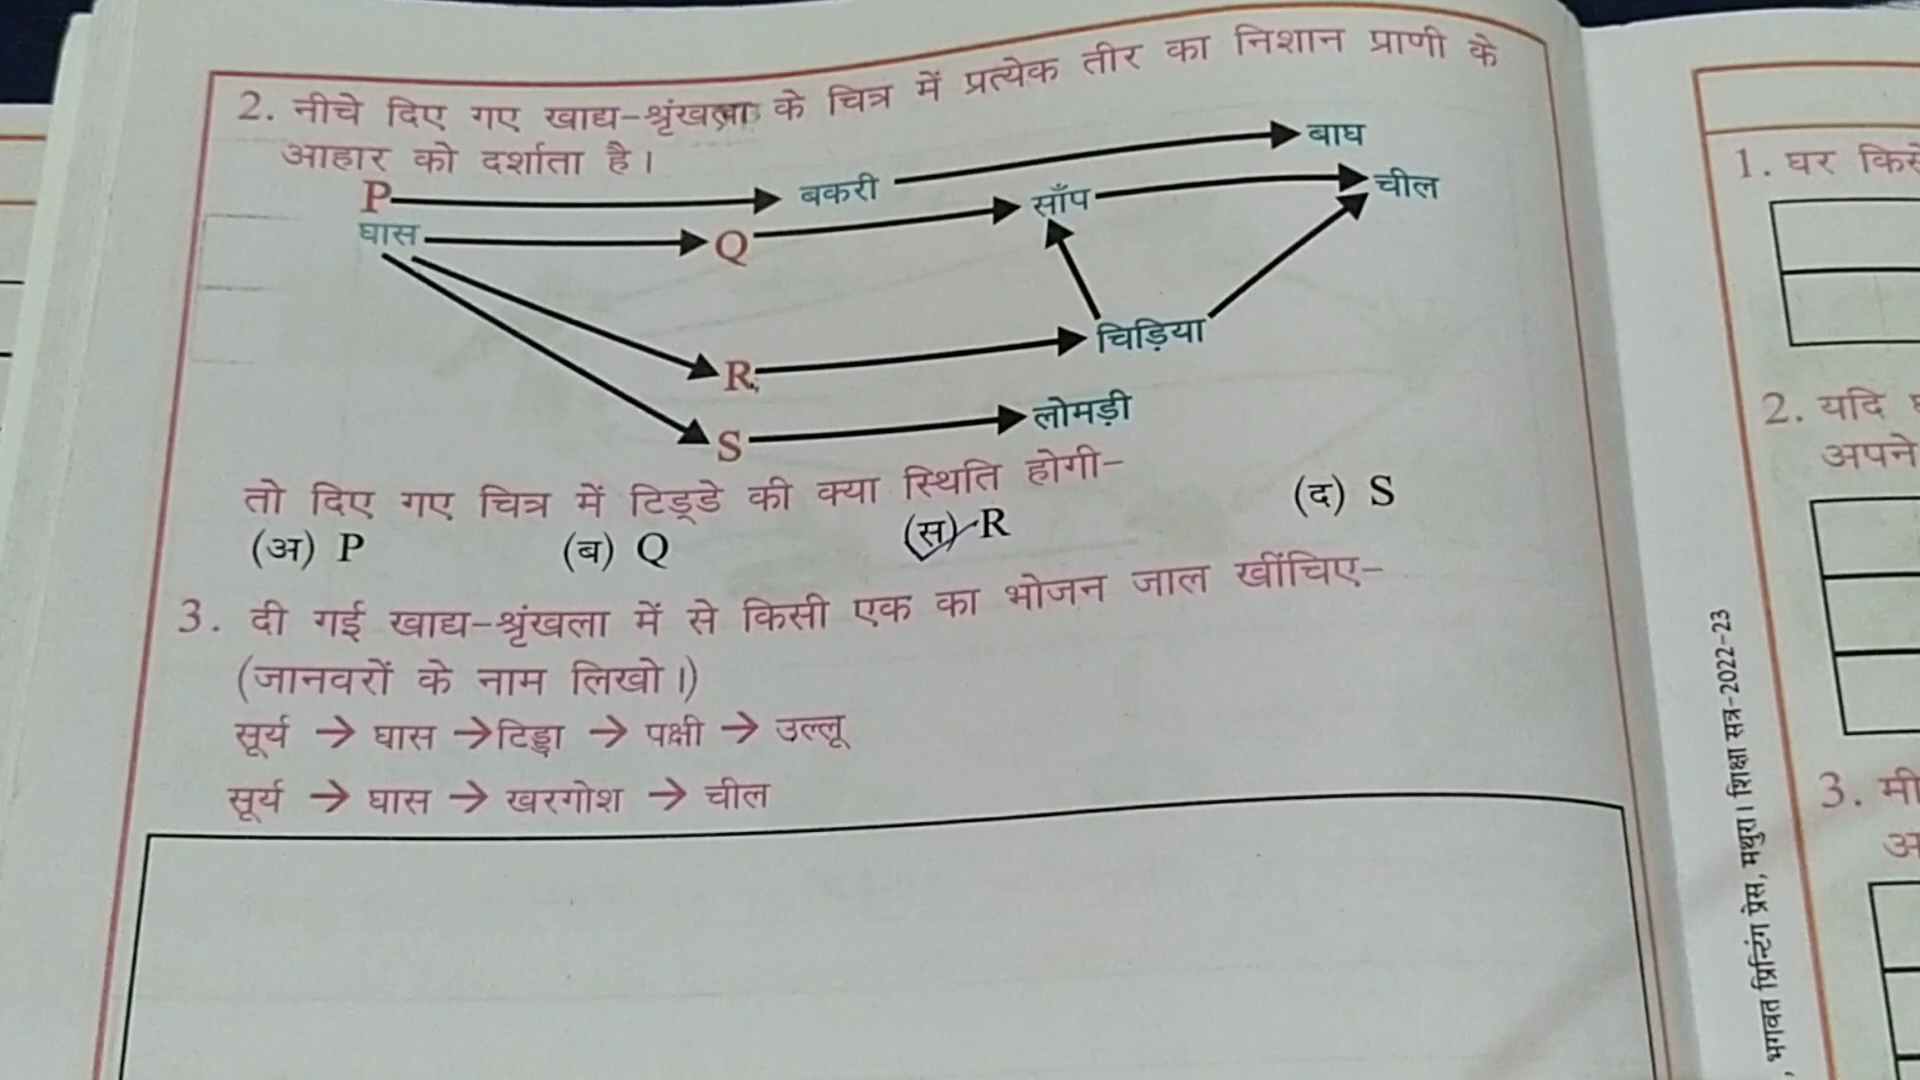 2. नीचे दिए गए खाद्य-श्रृंखला के चित्र में प्रत्येक तीर का निशान प्राणी के
आहार को दर्शाता है।
बाघ
P
बकरी
साँप
चील
घास
Q
चिड़िया
R
लोमड़ी
S
तो दिए गए चित्र में टिड्डे की क्या स्थिति होगी-
(अ) P (ब) Q (स) R (द) S
3. दी गई खाद्य-श्रृंखला में से किसी एक का भोजन जाल खींचिए-
(जानवरों के नाम लिखो।)
सूर्य → घास → टिड्डा → पक्षी → उल्लू
सूर्य → घास → खरगोश → चील
, भगवत प्रिन्टिंग प्रेस, मथुरा। शिक्षा सत्र-2022-23
1. घर
2. यदि
अपने
3.